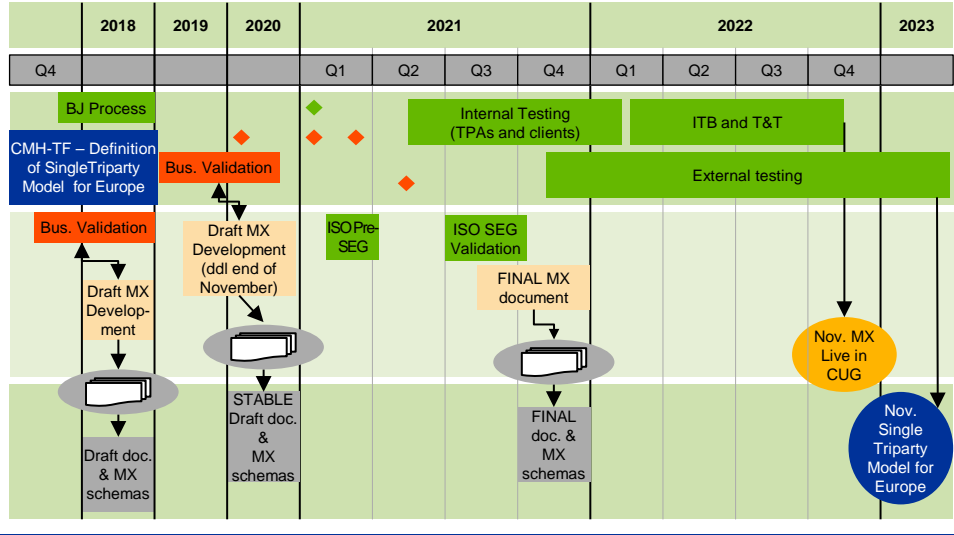 2018 2019 2020 2021 2022 2023
Q4 Q1 Q2 Q3 Q4 Q1 Q2 Q3 Q4
BJ Process
Internal Testing
(TPAs and clients)
ITB and T&T
CMH-TF – Definition
of SingleTriparty
Model for Europe
Bus. Validation
External testing
Bus. Validation
Draft MX
Development
(ddl end of
November)
ISO Pre-
SEG
ISO SEG
Validation
Draft MX
Develop-
ment
FINAL MX
document
Nov. MX
Live in
CUG
STABLE
Draft doc.
&
MX
schemas
FINAL
doc. &
MX
schemas
Nov.
Single
Triparty
Model for
Europe
Draft doc.
& MX
schemas